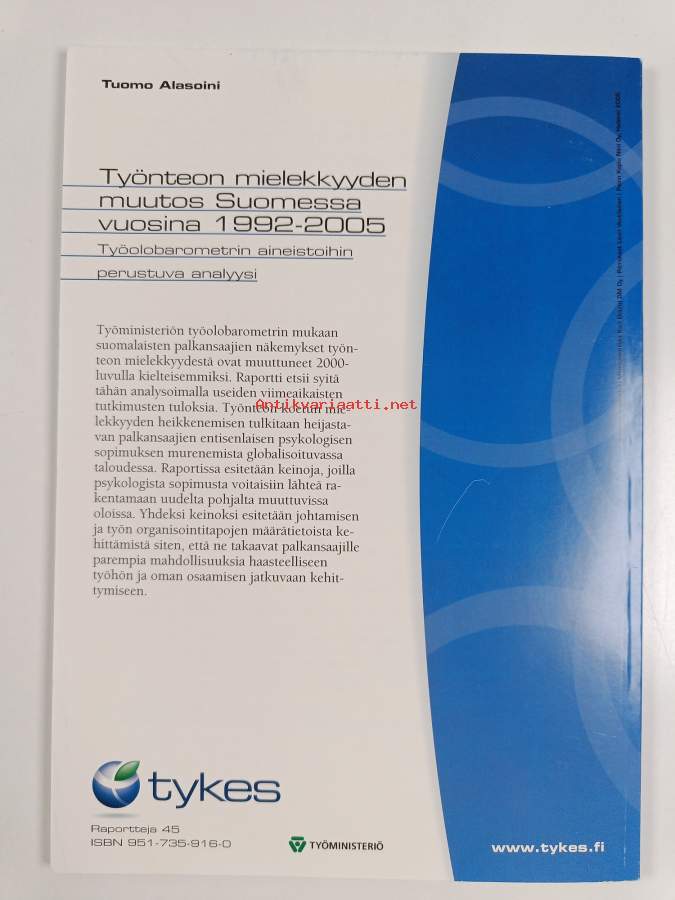 Tuomo Alasoini
Työnteon mielekkyyden
muutos Suomessa
vuosina 1992-2005
Työolobarometrin aineistoihin
perustuva analyysi
Työministeriön työolobarometrin mukaan
suomalaisten palkansaajien näkemykset työn-
teon mielekkyydestä ovat muuttuneet 2000-
luvulla kielteisemmiksi. Raportti etsii syitä
tähän analysoimalla useiden viimeaikaisten
tutkimusten tuloksia. Työnteon koetun mie-
lekkyyden heikkenemisen tulkitaan heijasta-
van palkansaajien entisenlaisen psykologisen
sopimuksen murenemista globalisoituvassa
taloudessa. Raportissa esitetään keinoja, joilla
psykologista sopimusta voitaisiin lähteä ra-
kentamaan uudelta pohjalta muuttuvissa
oloissa. Yhdeksi keinoksi esitetään johtamisen
ja työn organisointitapojen määrätietoista ke-
hittämistä siten, että ne takaavat palkansaajille
parempia mahdollisuuksia haasteelliseen
työhön ja oman osaamisen jatkuvaan kehit-
tymiseen.
Antikvariaatti.net
tykes
Raportteja 45
ISBN 951-735-916-0
TYÖMINISTERIÖ
www.tykes.fi